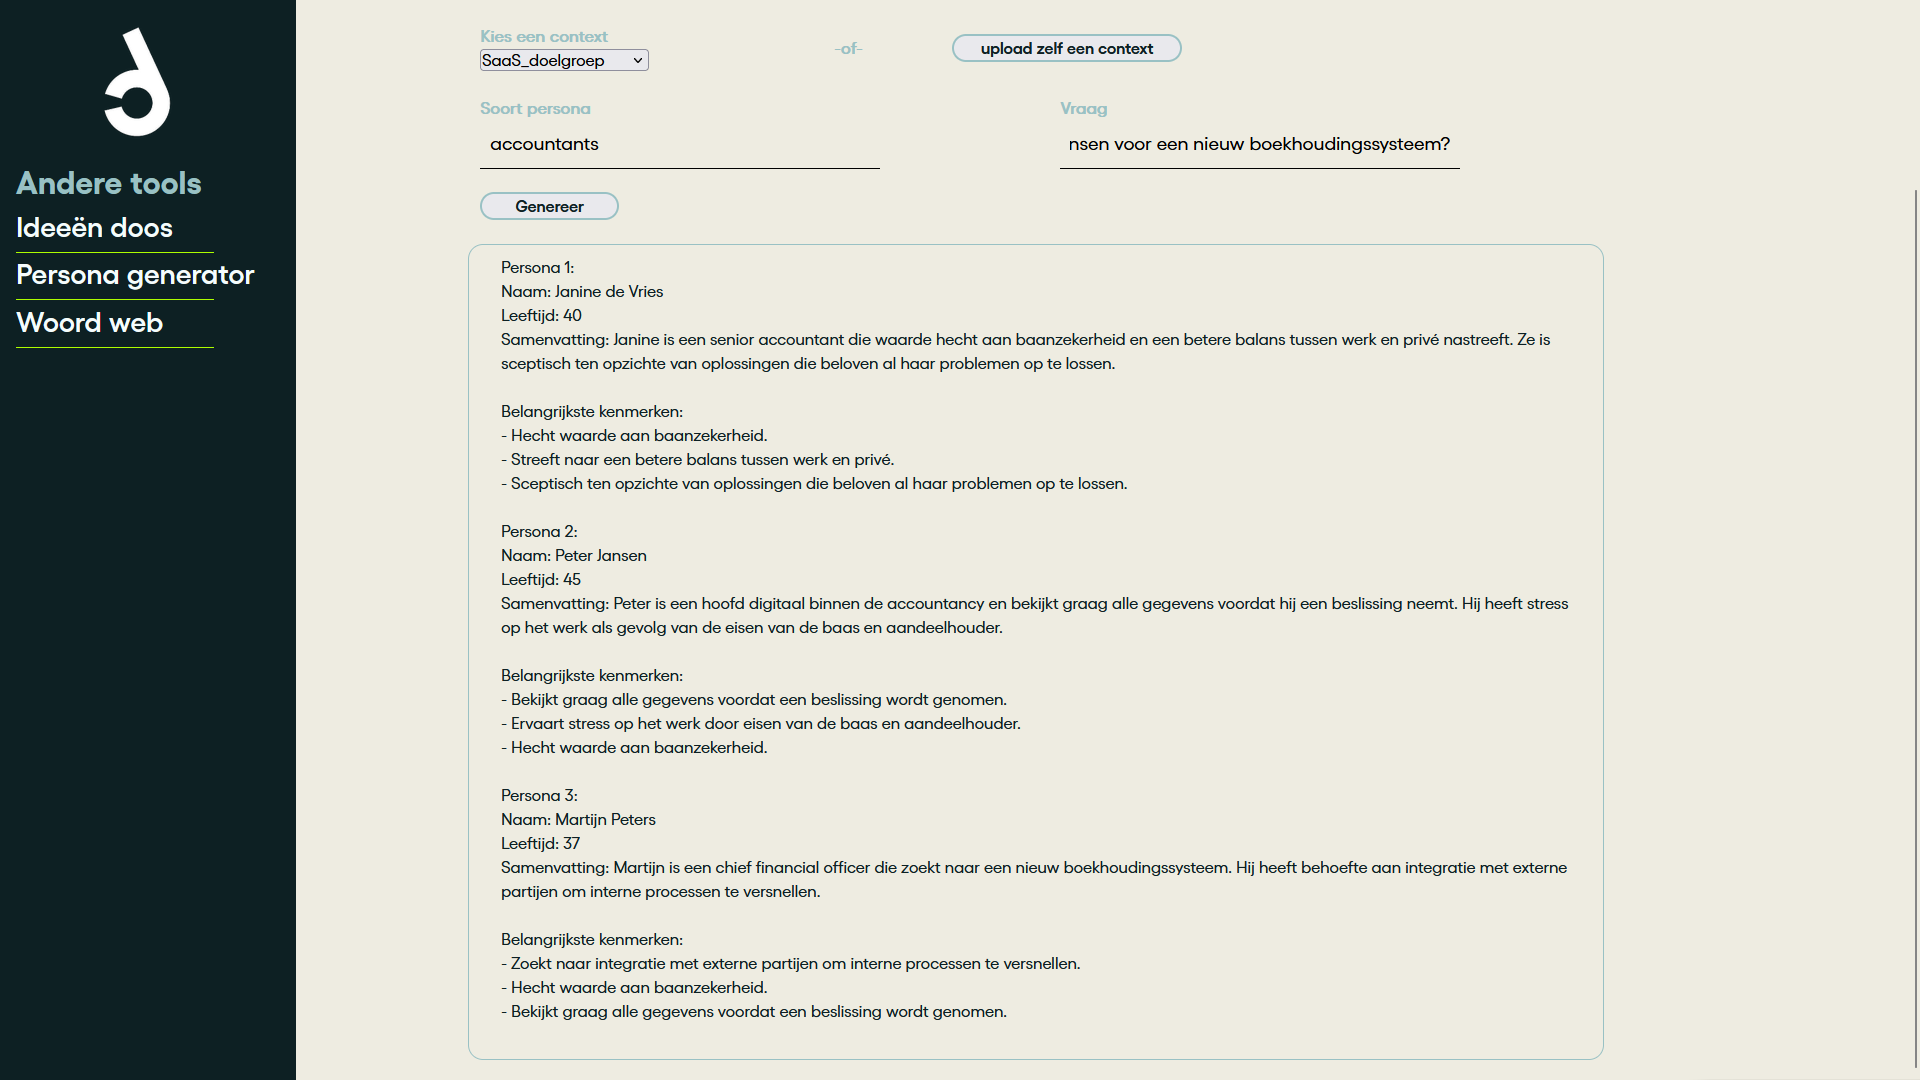 Andere tools
Ideeën doos
Persona generator
Woord web
Kies een context
SaaS_doelgroep
-of-
upload zelf een context
Soort persona
accountants
Vraag
nsen voor een nieuw boekhoudingssysteem?
Genereer
Persona 1:
Naam: Janine de Vries
Leeftijd: 40
Samenvatting: Janine is een senior accountant die waarde hecht aan baanzekerheid en een betere balans tussen werk en privé nastreeft. Ze is
sceptisch ten opzichte van oplossingen die beloven al haar problemen op te lossen.
Belangrijkste kenmerken:
- Hecht waarde aan baanzekerheid.
- Streeft naar een betere balans tussen werk en privé.
- Sceptisch ten opzichte van oplossingen die beloven al haar problemen op te lossen.
Persona 2:
Naam: Peter Jansen
Leeftijd: 45
Samenvatting: Peter is een hoofd digitaal binnen de accountancy en bekijkt graag alle gegevens voordat hij een beslissing neemt. Hij heeft stress
op het werk als gevolg van de eisen van de baas en aandeelhouder.
Belangrijkste kenmerken:
- Bekijkt graag alle gegevens voordat een beslissing wordt genomen.
- Ervaart stress op het werk door eisen van de baas en aandeelhouder.
- Hecht waarde aan baanzekerheid.
Persona 3:
Naam: Martijn Peters
Leeftijd: 37
Samenvatting: Martijn is een chief financial officer die zoekt naar een nieuw boekhoudingssysteem. Hij heeft behoefte aan integratie met externe
partijen om interne processen te versnellen.
Belangrijkste kenmerken:
- Zoekt naar integratie met externe partijen om interne processen te versnellen.
- Hecht waarde aan baanzekerheid.
- Bekijkt graag alle gegevens voordat een beslissing wordt genomen.